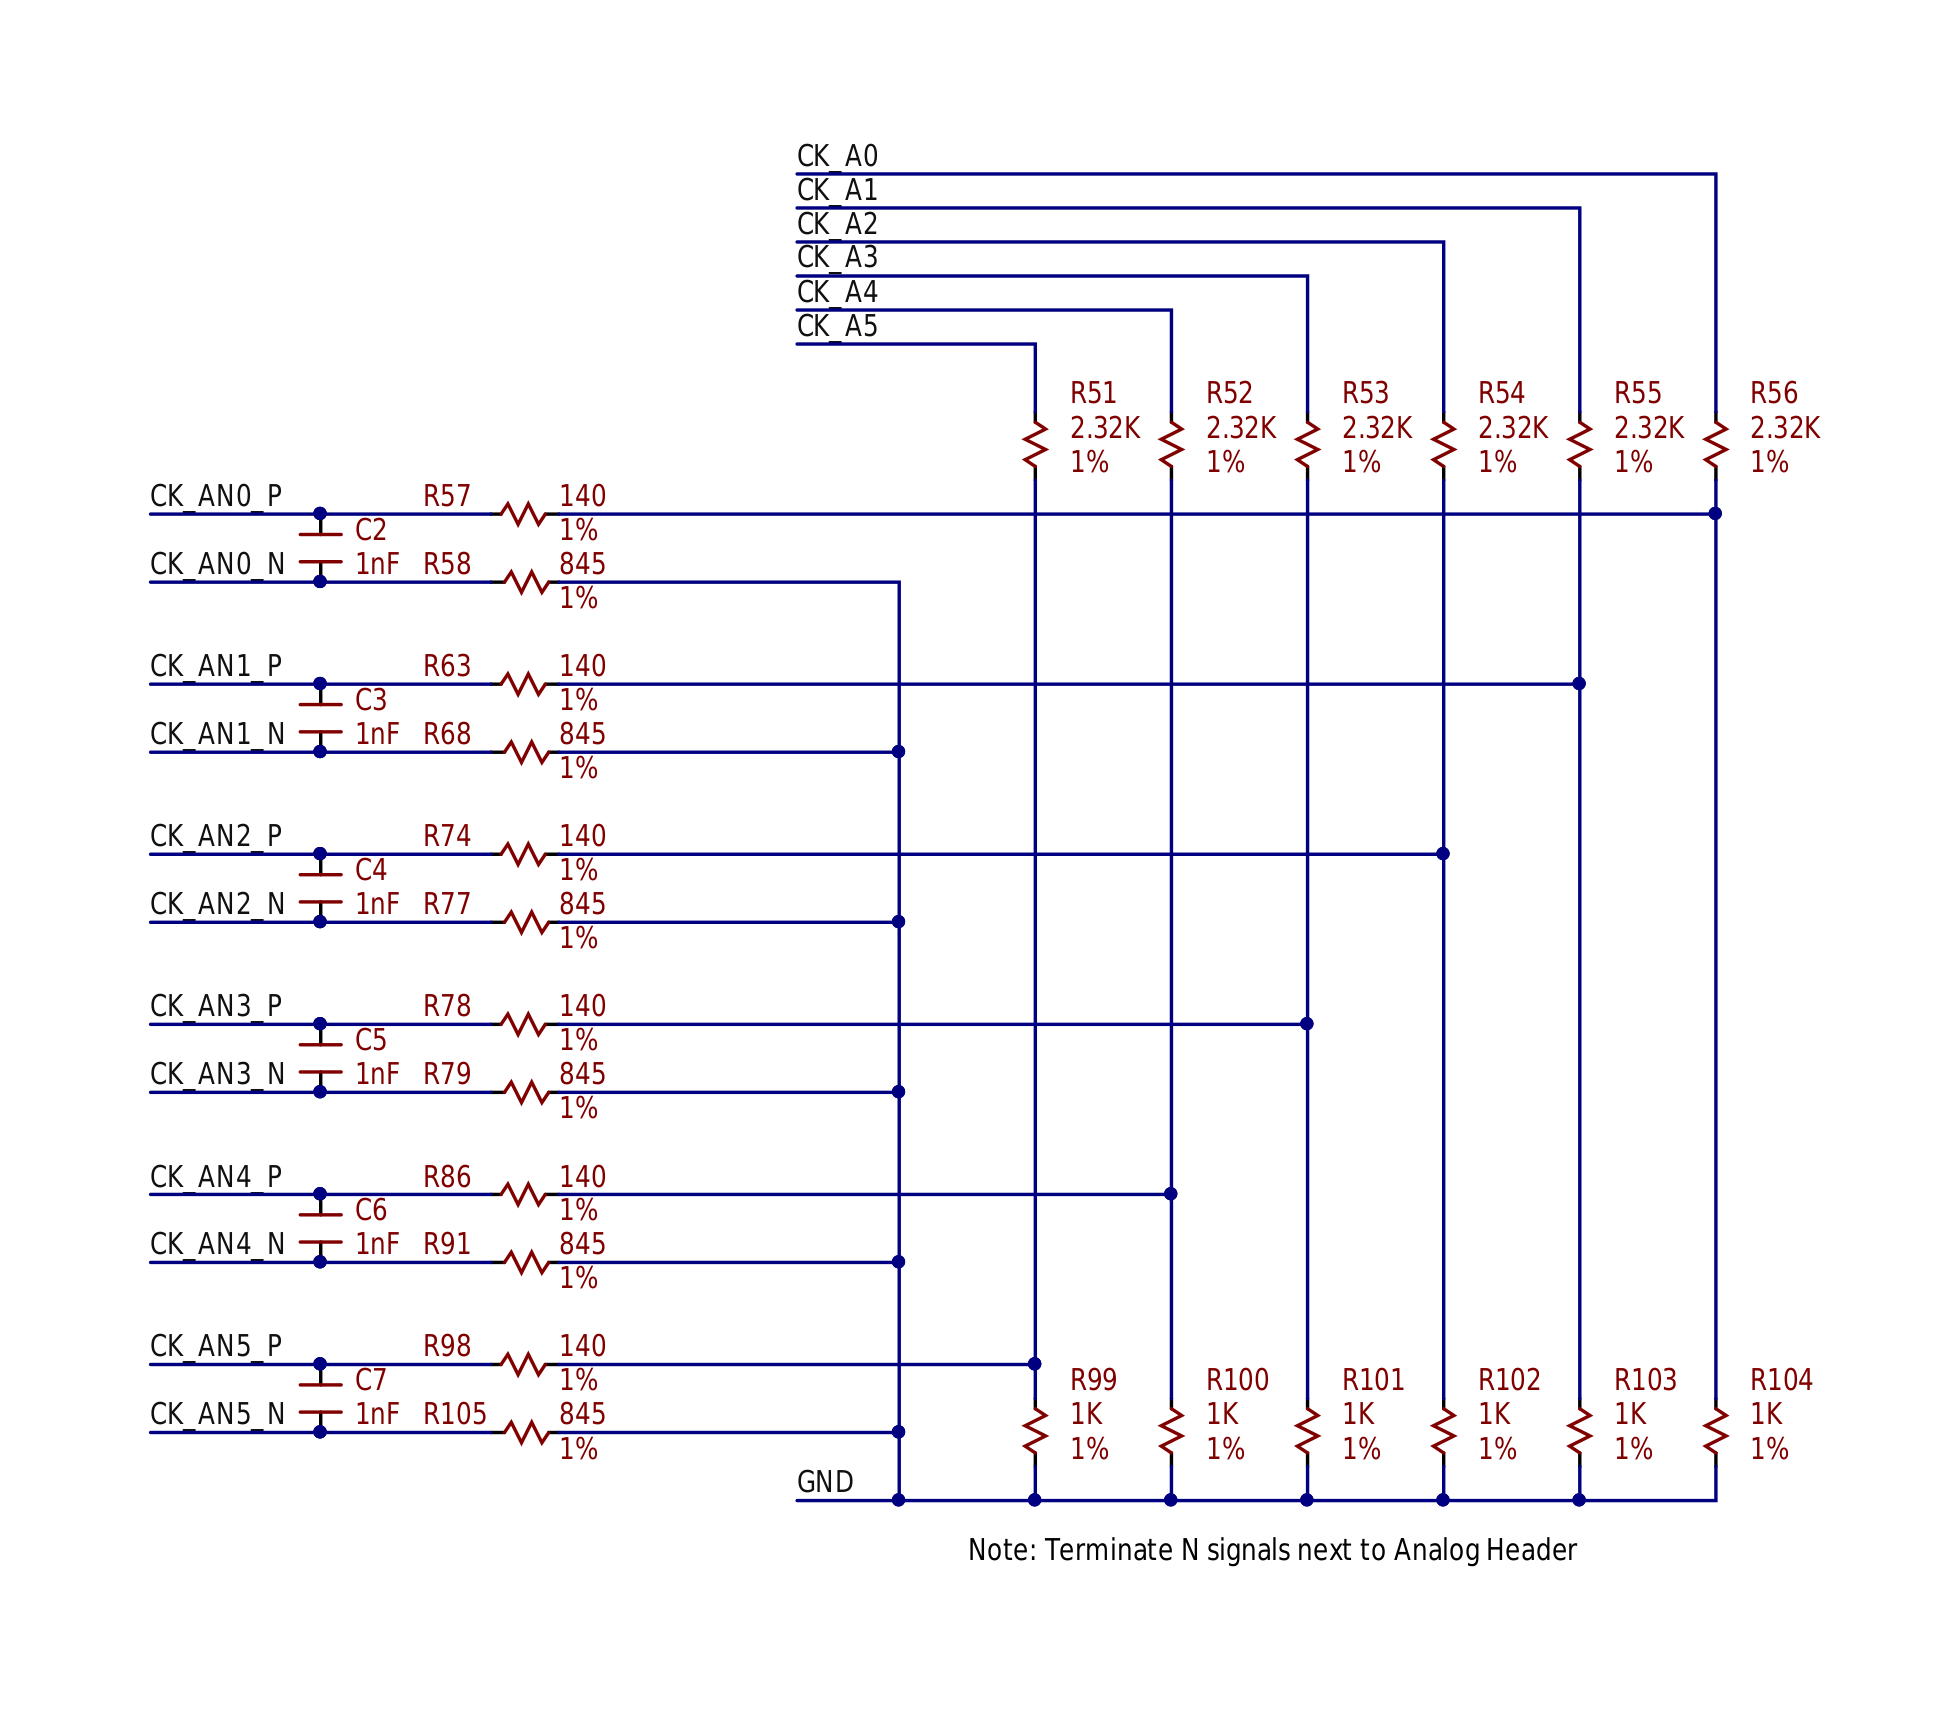 CK_A0
CK_A1
CK_A2
CK_A3
CK_A4
CK_A5
R51 R52 R53 R54 R55 R56
2.32K 2.32K 2.32K 2.32K 2.32K 2.32K
1% 1% 1% 1% 1% 1%
CK_AN0_P R57 140
C2 1%
CK_AN0_N 1nF R58 845
1%
CK_AN1_P R63 140
C3 1%
CK_AN1_N 1nF R68 845
1%
CK_AN2_P R74 140
C4 1%
CK_AN2_N 1nF R77 845
1%
CK_AN3_P R78 140
C5 1%
CK_AN3_N 1nF R79 845
1%
CK_AN4_P R86 140
C6 1%
CK_AN4_N 1nF R91 845
1%
CK_AN5_P R98 140
C7 1% R99 R100 R101 R102 R103 R104
CK_AN5_N 1nF R105 845 1K 1K 1K 1K 1K 1K
1% 1% 1% 1% 1% 1% 1%
GND
Note: Terminate N signals next to Analog Header